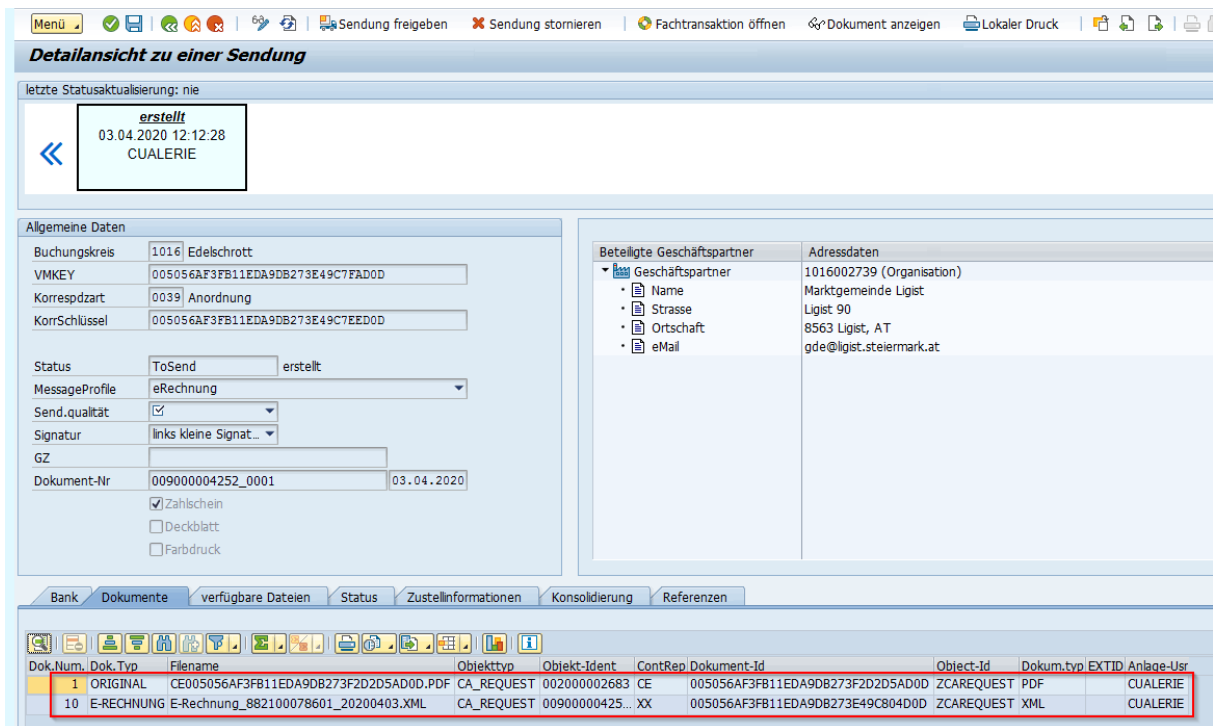 Menü Sendung freigeben Sendung stornieren Fachtransaktion öffnen Dokument anzeigen Lokaler Druck
Detailansicht zu einer Sendung
letzte Statusaktualisierung: nie
erstellt
03.04.2020 12:12:28
CUALERIE
Allgemeine Daten
Buchungskreis 1016 Edelschrott
VMKEY 005056AF3FB11EDA9DB273E49C7FAD0D
Korrespdzart 0039 Anordnung
KorrSchlüssel 005056AF3FB11EDA9DB273E49C7EED0D
Status ToSend erstellt
MessageProfile eRechnung
Send.qualität
Signatur links kleine Signat...
GZ
Dokument-Nr 009000004252_0001 03.04.2020
Zahlschein
Deckblatt
Farbdruck
Beteiligte Geschäftspartner Adressdaten
Geschäftspartner 1016002739 (Organisation)
Name Marktgemeinde Ligist
Strasse Ligist 90
Ortschaft 8563 Ligist, AT
eMail gde@ligist.steiermark.at
Bank Dokumente verfügbare Dateien Status Zustellinformationen Konsolidierung Referenzen
Dok.Num. Dok.Typ Filename Objekttyp Objekt-Ident ContRep Dokument-Id Object-Id Dokum.typ EXTID Anlage-Usr
1 ORIGINAL CE005056AF3FB11EDA9DB273F2D2D5AD0D.PDF CA_REQUEST 002000002683 CE 005056AF3FB11EDA9DB273F2D2D5AD0D ZCAREQUEST PDF CUALERIE
10 E-RECHNUNG E-Rechnung_882100078601_20200403.XML CA_REQUEST 00900000425... XX 005056AF3FB11EDA9DB273E49C804D0D ZCAREQUEST XML CUALERIE